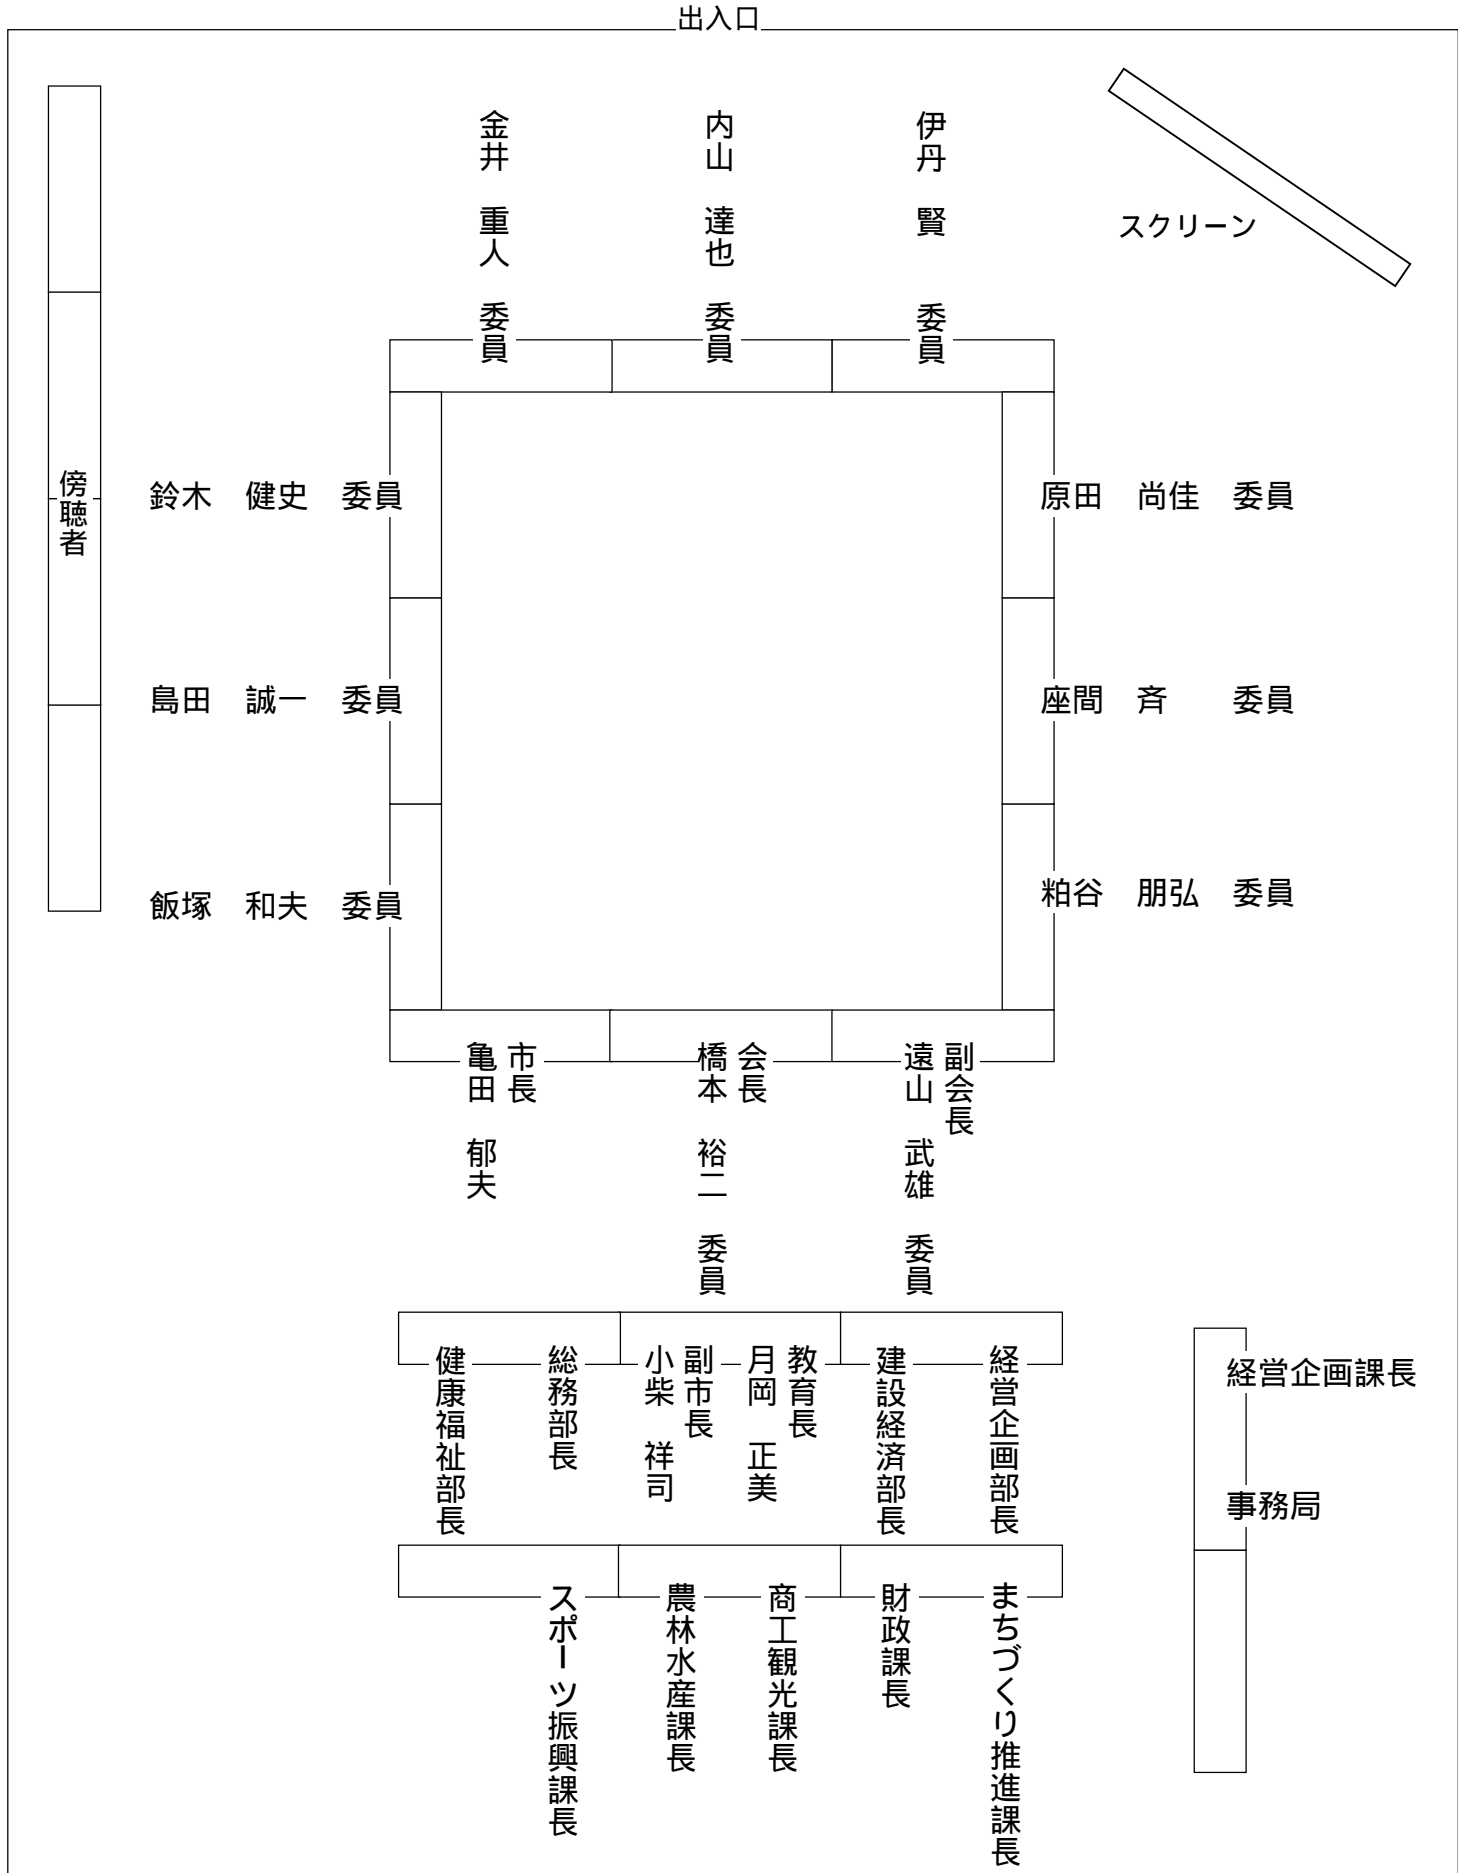 出入口
金井　重人　委員
内山　達也　委員
伊丹　賢　　委員
スクリーン
傍聴者
鈴木　健史　委員
原田　尚佳　委員
島田　誠一　委員
座間　斉　　委員
飯塚　和夫　委員
粕谷　朋弘　委員
市長
亀田　郁夫
会長
橋本　裕二　委員
副会長
遠山　武雄　委員
健康福祉部長
総務部長
副市長
小柴　祥司
教育長
月岡　正美
建設経済部長
経営企画部長
経営企画課長
事務局
スポーツ振興課長
農林水産課長
商工観光課長
財政課長
まちづくり推進課長